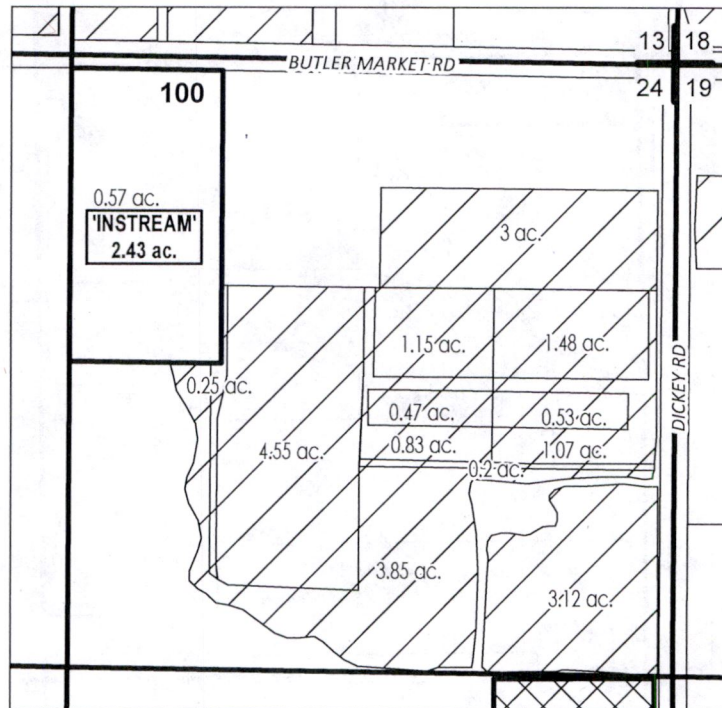 13 18
BUTLER MARKET RD
24 19
100
0.57 ac.
'INSTREAM'
2.43 ac.
3 ac.
1.15 ac.
1.48 ac.
DICKEY RD
0.25 ac.
0.47 ac.
0.53 ac.
4.55 ac.
0.83 ac.
1.07 ac.
0.2 ac.
3.85 ac.
3.12 ac.